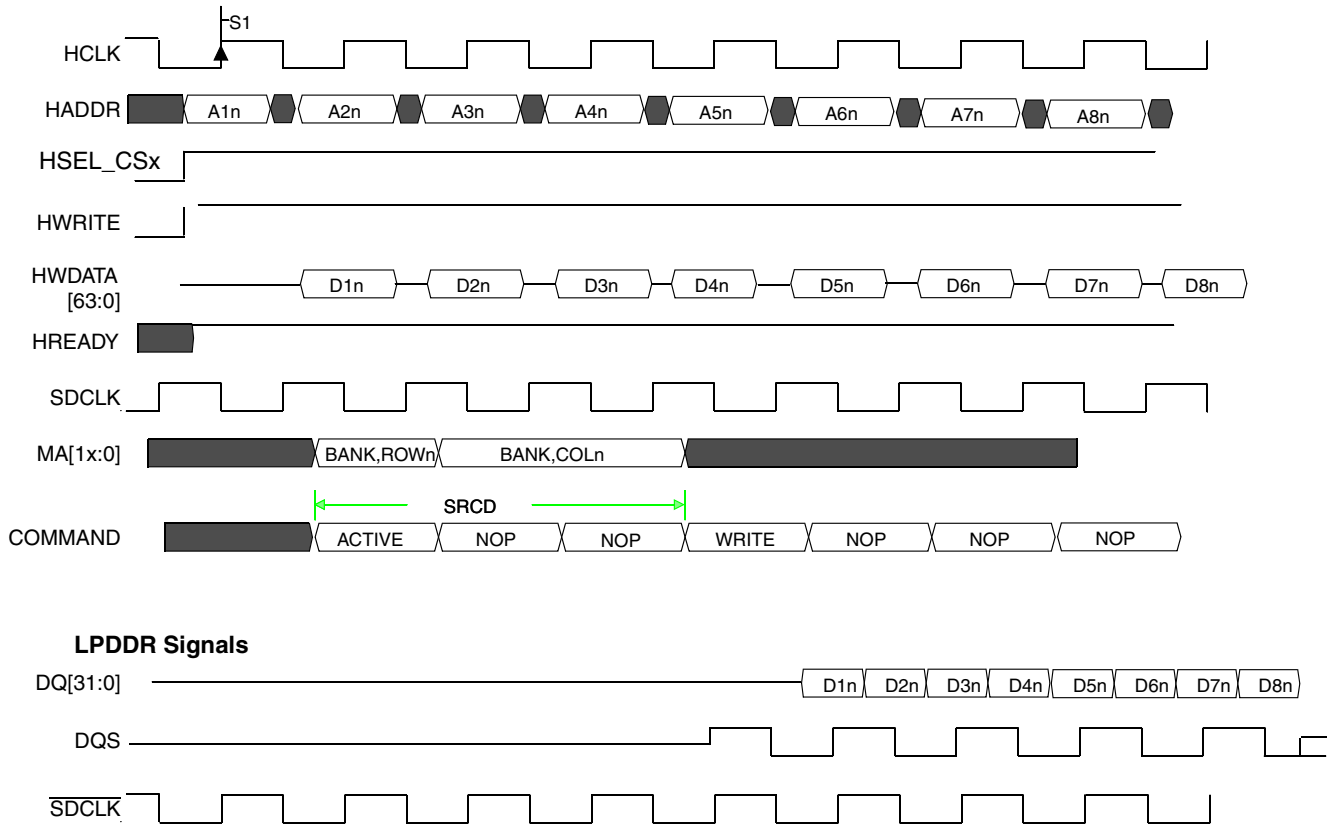 S1
HCLK
HADDR A1n A2n A3n A4n A5n A6n A7n A8n
HSEL_CSx
HWRITE
HWDATA
[63:0]
D1n D2n D3n D4n D5n D6n D7n D8n
HREADY
SDCLK
MA[1x:0] BANK,ROWn BANK,COLn
SRCD
COMMAND ACTIVE NOP NOP WRITE NOP NOP NOP
LPDDR Signals
DQ[31:0] D1n D2n D3n D4n D5n D6n D7n D8n
DQS
SDCLK